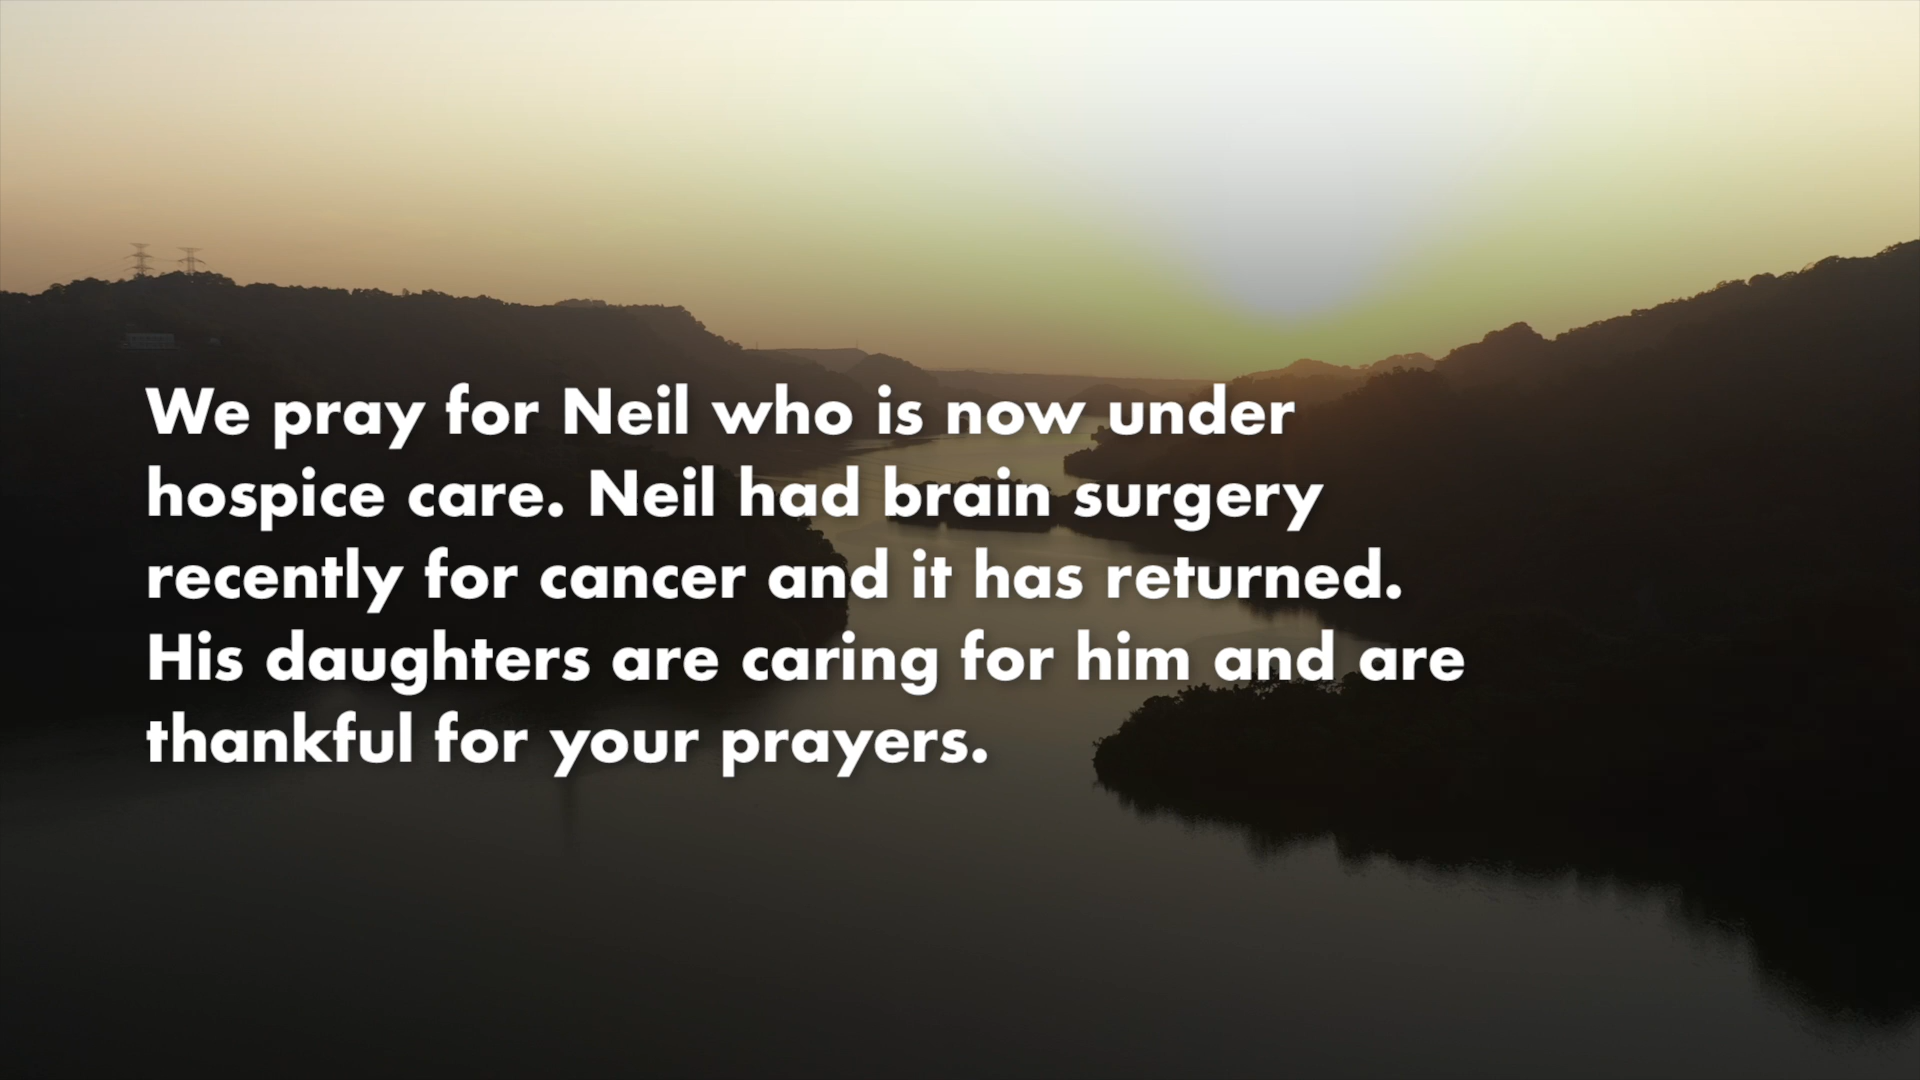 We pray for Neil who is now under
hospice care. Neil had brain surgery
recently for cancer and it has returned.
His daughters are caring for him and are
thankful for your prayers.